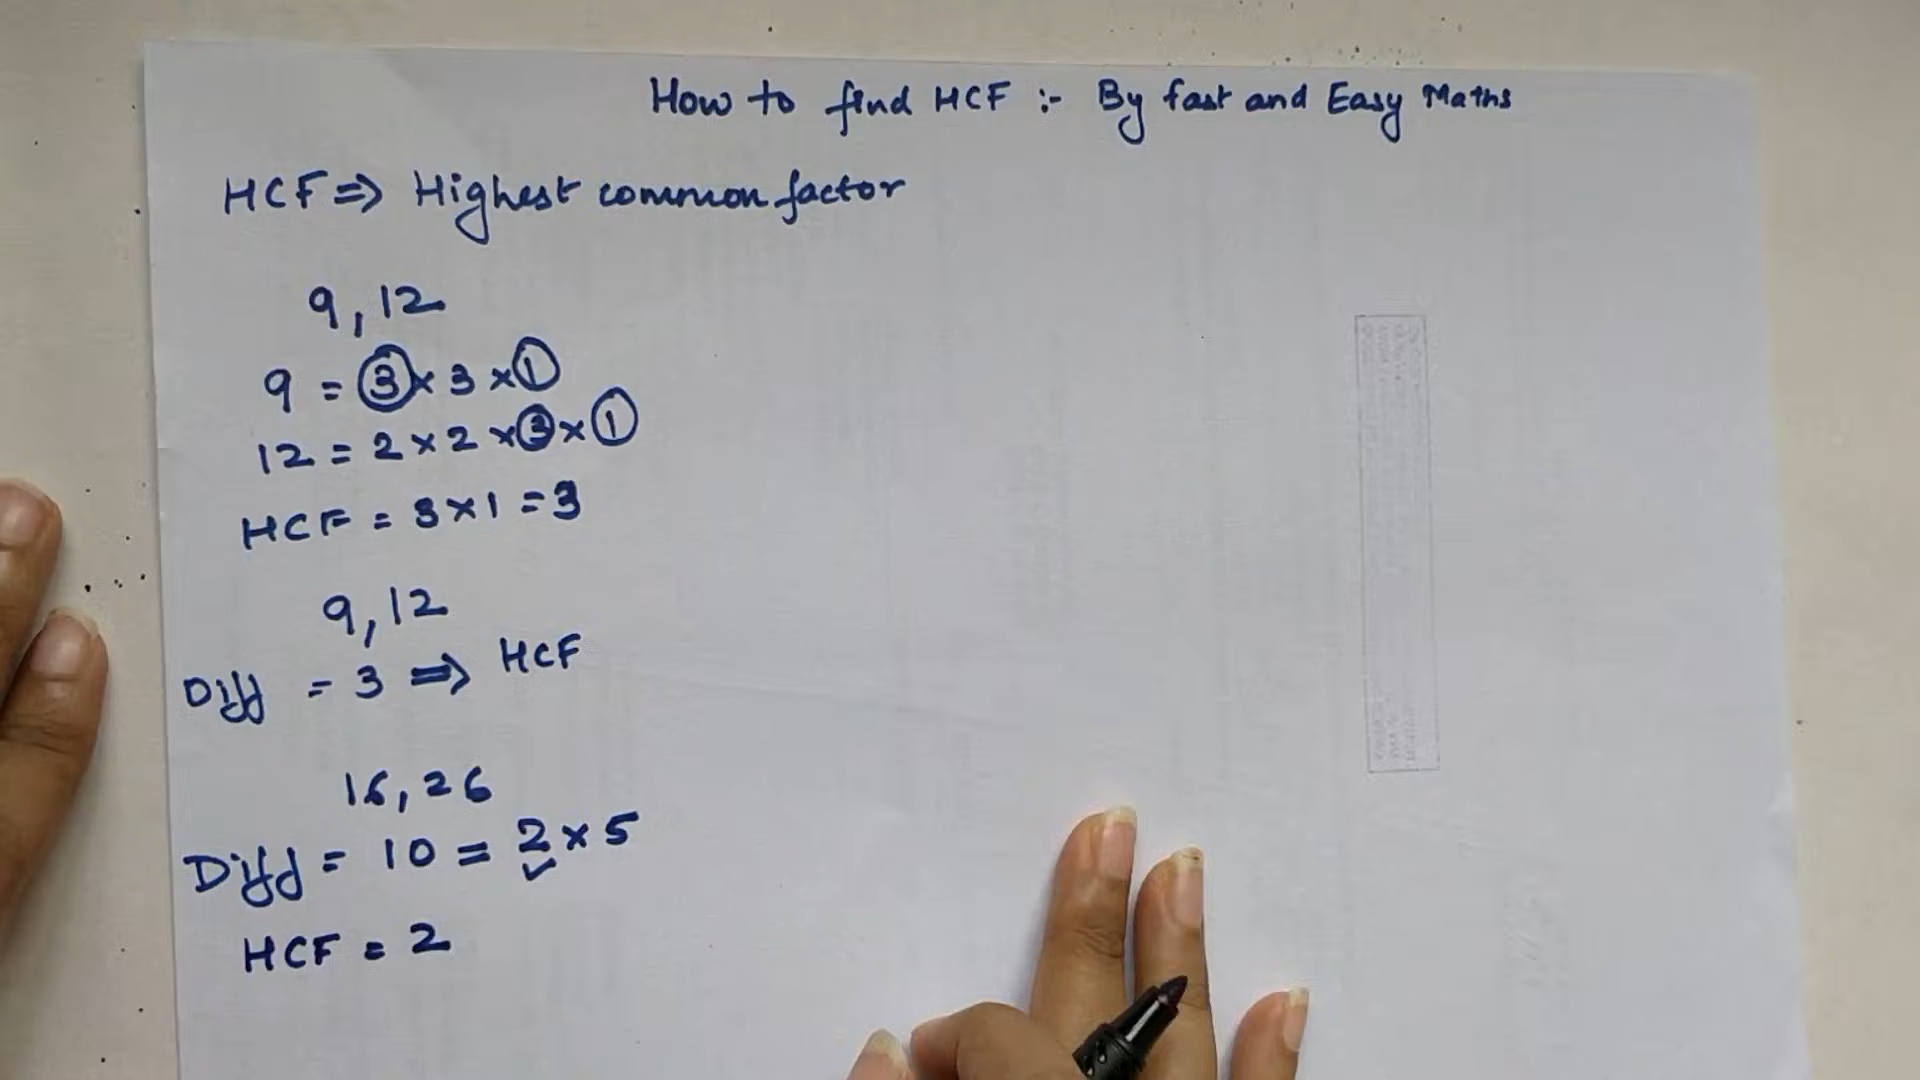 How to find HCF :- By fast and Easy Maths
HCF => Highest common factor
9, 12
9 = 3 × 3 × 1
12 = 2 × 2 × 3 × 1
HCF = 3 × 1 = 3
9, 12
Diff = 3 => HCF
16, 26
Diff = 10 = 2 × 5
HCF = 2